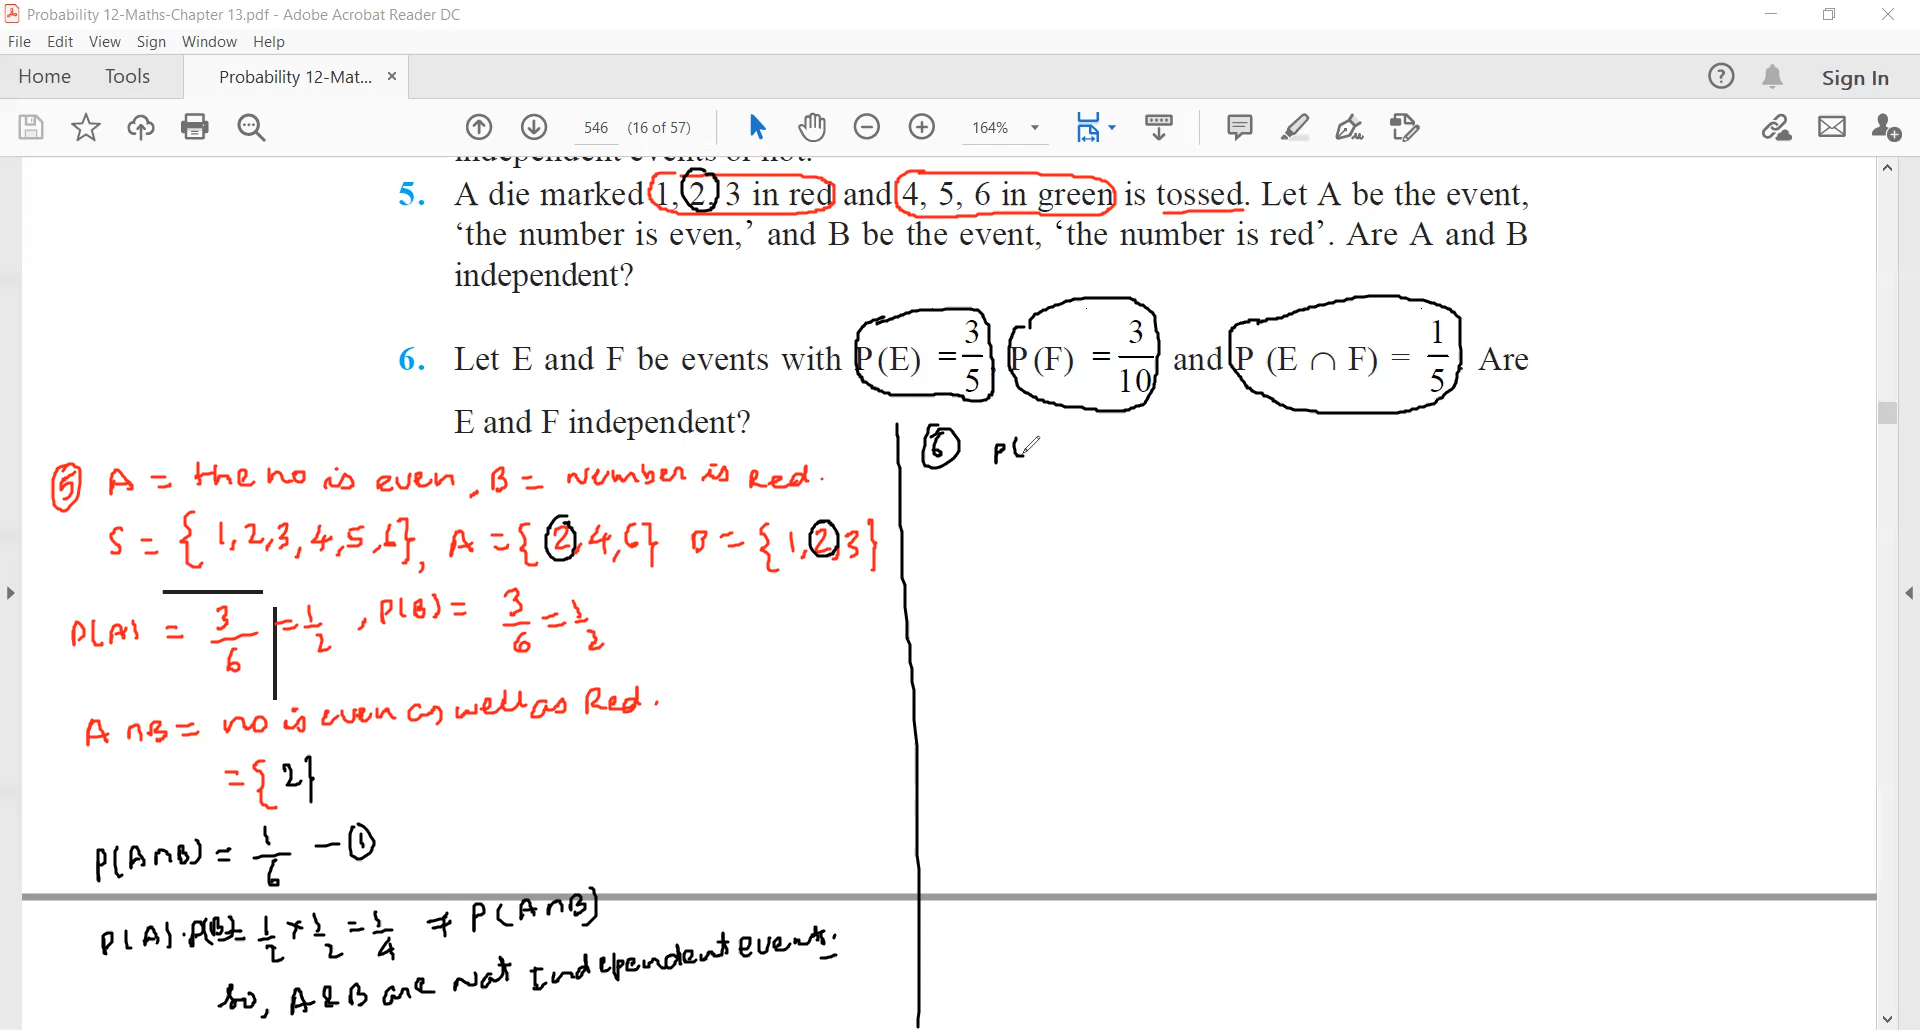 Probability 12-Maths-Chapter 13.pdf - Adobe Acrobat Reader DC
File Edit View Sign Window Help
Home Tools Probability 12-Mat... × Sign In
546 (16 of 57) 164%
independent events or not.
5. A die marked 1, 2, 3 in red and 4, 5, 6 in green is tossed. Let A be the event,
‘the number is even,’ and B be the event, ‘the number is red’. Are A and B
independent?
6. Let E and F be events with P(E) = 3/5 P(F) = 3/10 and P (E ∩ F) = 1/5 Are
E and F independent?
⑤ A = the no is even, B = Number is Red.
S = {1,2,3,4,5,6}, A = {2,4,6} B = {1,2,3}
P(A) = 3/6 = 1/2, P(B) = 3/6 = 1/2
A ∩ B = no is even as well as Red.
= {2}
P(A∩B) = 1/6 — ①
P(A).P(B) = 1/2 × 1/2 = 1/4 ≠ P(A∩B)
So, A & B are Not Independent events.
⑥ P(